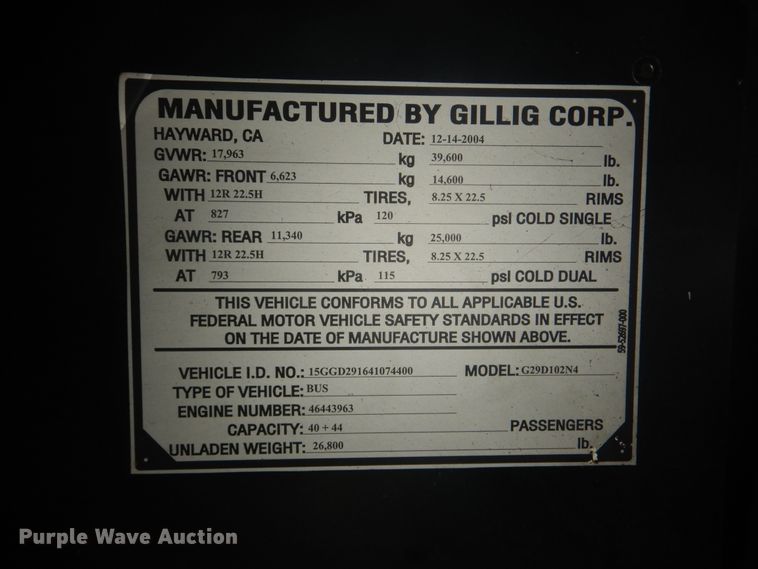 MANUFACTURED BY GILLIG CORP.
HAYWARD, CA DATE: 12-14-2004
GVWR: 17,963 kg 39,600 lb.
GAWR: FRONT 6,623 kg 14,600 lb.
WITH 12R 22.5H TIRES, 8.25 X 22.5 RIMS
AT 827 kPa 120 psl COLD SINGLE
GAWR: REAR 11,340 kg 25,000 lb.
WITH 12R 22.5H TIRES, 8.25 X 22.5 RIMS
AT 793 kPa 115 psl COLD DUAL
THIS VEHICLE CONFORMS TO ALL APPLICABLE U.S.
FEDERAL MOTOR VEHICLE SAFETY STANDARDS IN EFFECT
ON THE DATE OF MANUFACTURE SHOWN ABOVE.
59-52697-000
VEHICLE I.D. NO.: 15GGD291641074400 MODEL: G29D102N4
TYPE OF VEHICLE: BUS
ENGINE NUMBER: 46443963
CAPACITY: 40 + 44 PASSENGERS
UNLADEN WEIGHT: 26,800 lb.
Purple Wave Auction